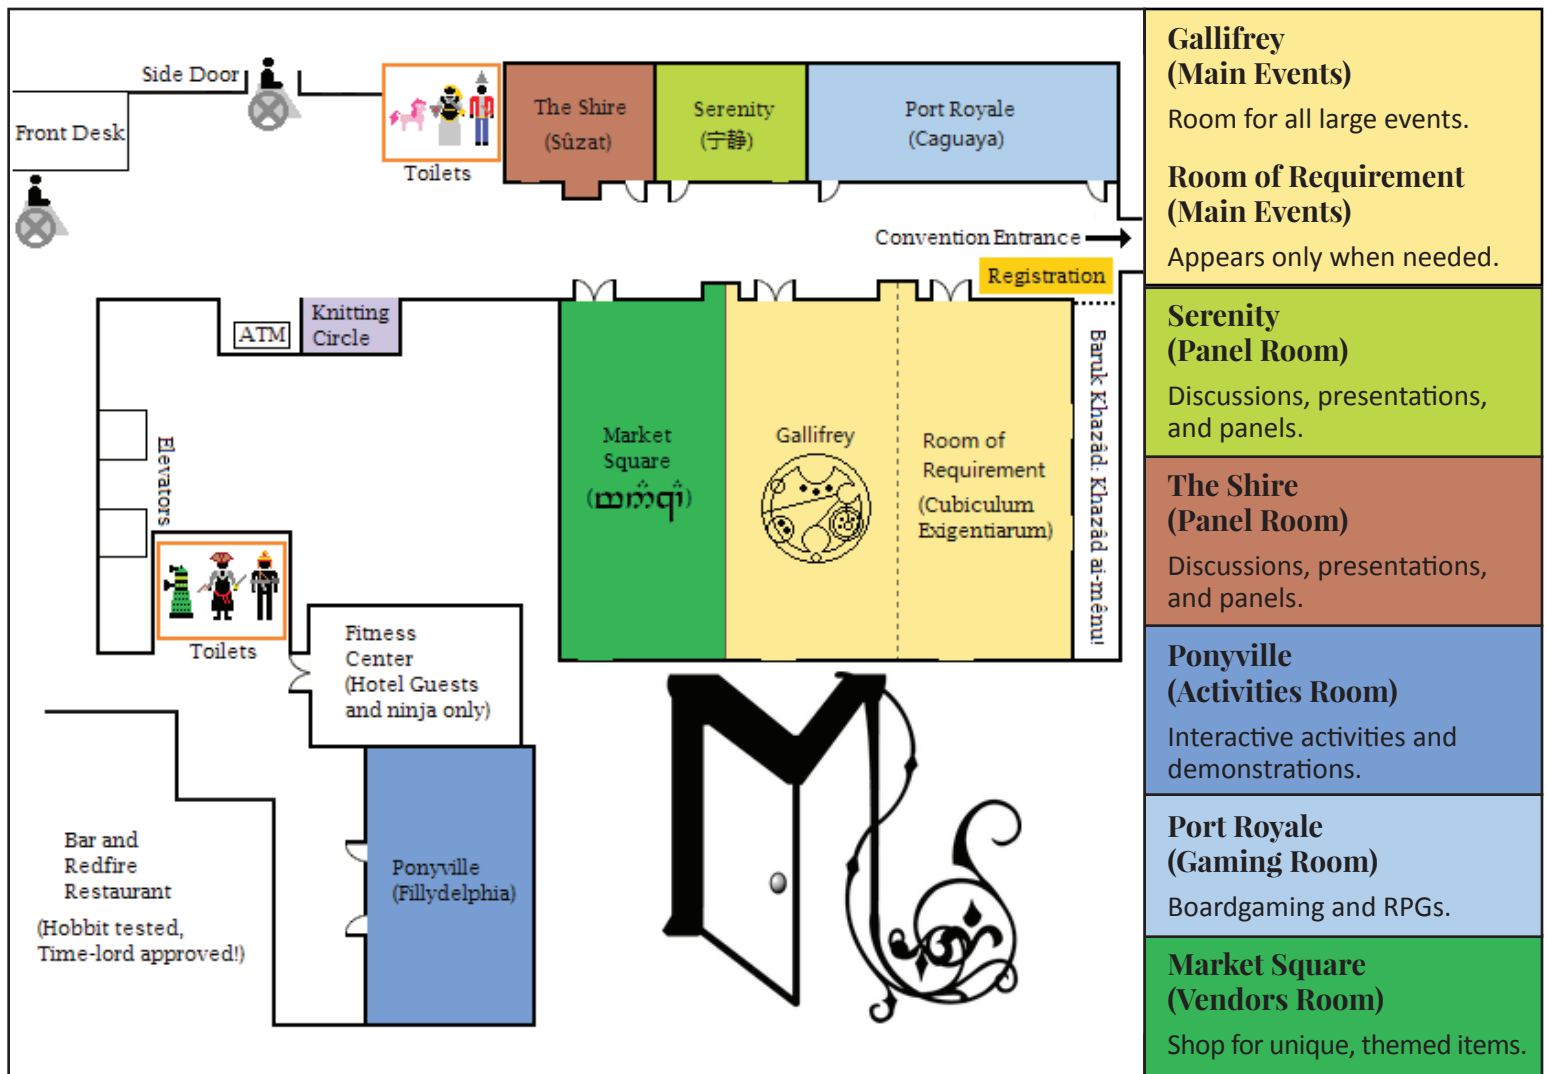 Side Door
Front Desk
Toilets
The Shire
(Sûzat)
Serenity
(宁静)
Port Royale
(Caguaya)
Convention Entrance
Registration
ATM
Knitting
Circle
Elevators
Toilets
Market
Square
Gallifrey
Room of
Requirement
(Cubiculum
Exigentiarum)
Baruk Khazâd! Khazâd ai-mênu!
Fitness
Center
(Hotel Guests
and ninja only)
Bar and
Redfire
Restaurant
(Hobbit tested,
Time-lord approved!)
Ponyville
(Fillydelphia)
Gallifrey
(Main Events)
Room for all large events.
Room of Requirement
(Main Events)
Appears only when needed.
Serenity
(Panel Room)
Discussions, presentations,
and panels.
The Shire
(Panel Room)
Discussions, presentations,
and panels.
Ponyville
(Activities Room)
Interactive activities and
demonstrations.
Port Royale
(Gaming Room)
Boardgaming and RPGs.
Market Square
(Vendors Room)
Shop for unique, themed items.